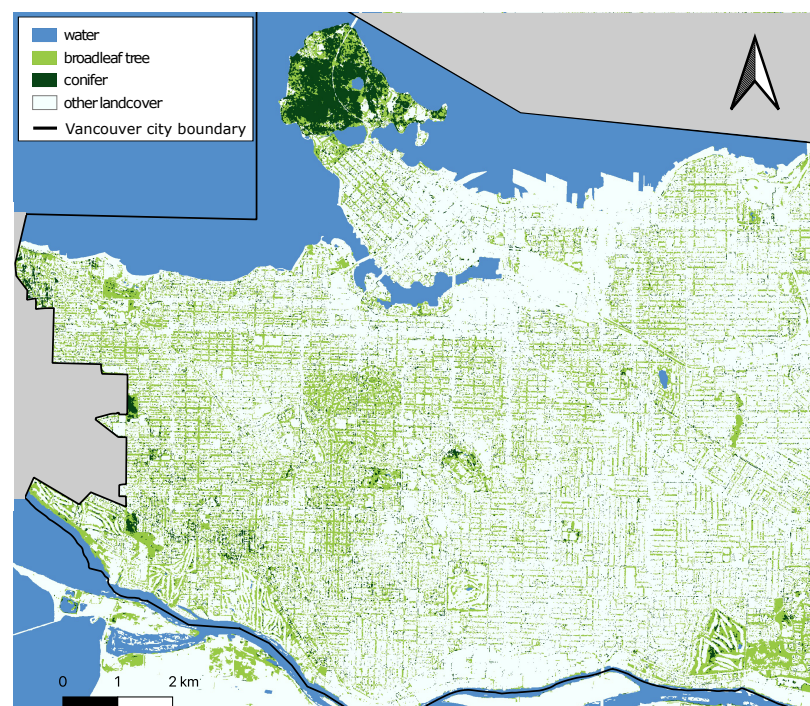 water
broadleaf tree
conifer
other landcover
Vancouver city boundary
0 1 2 km